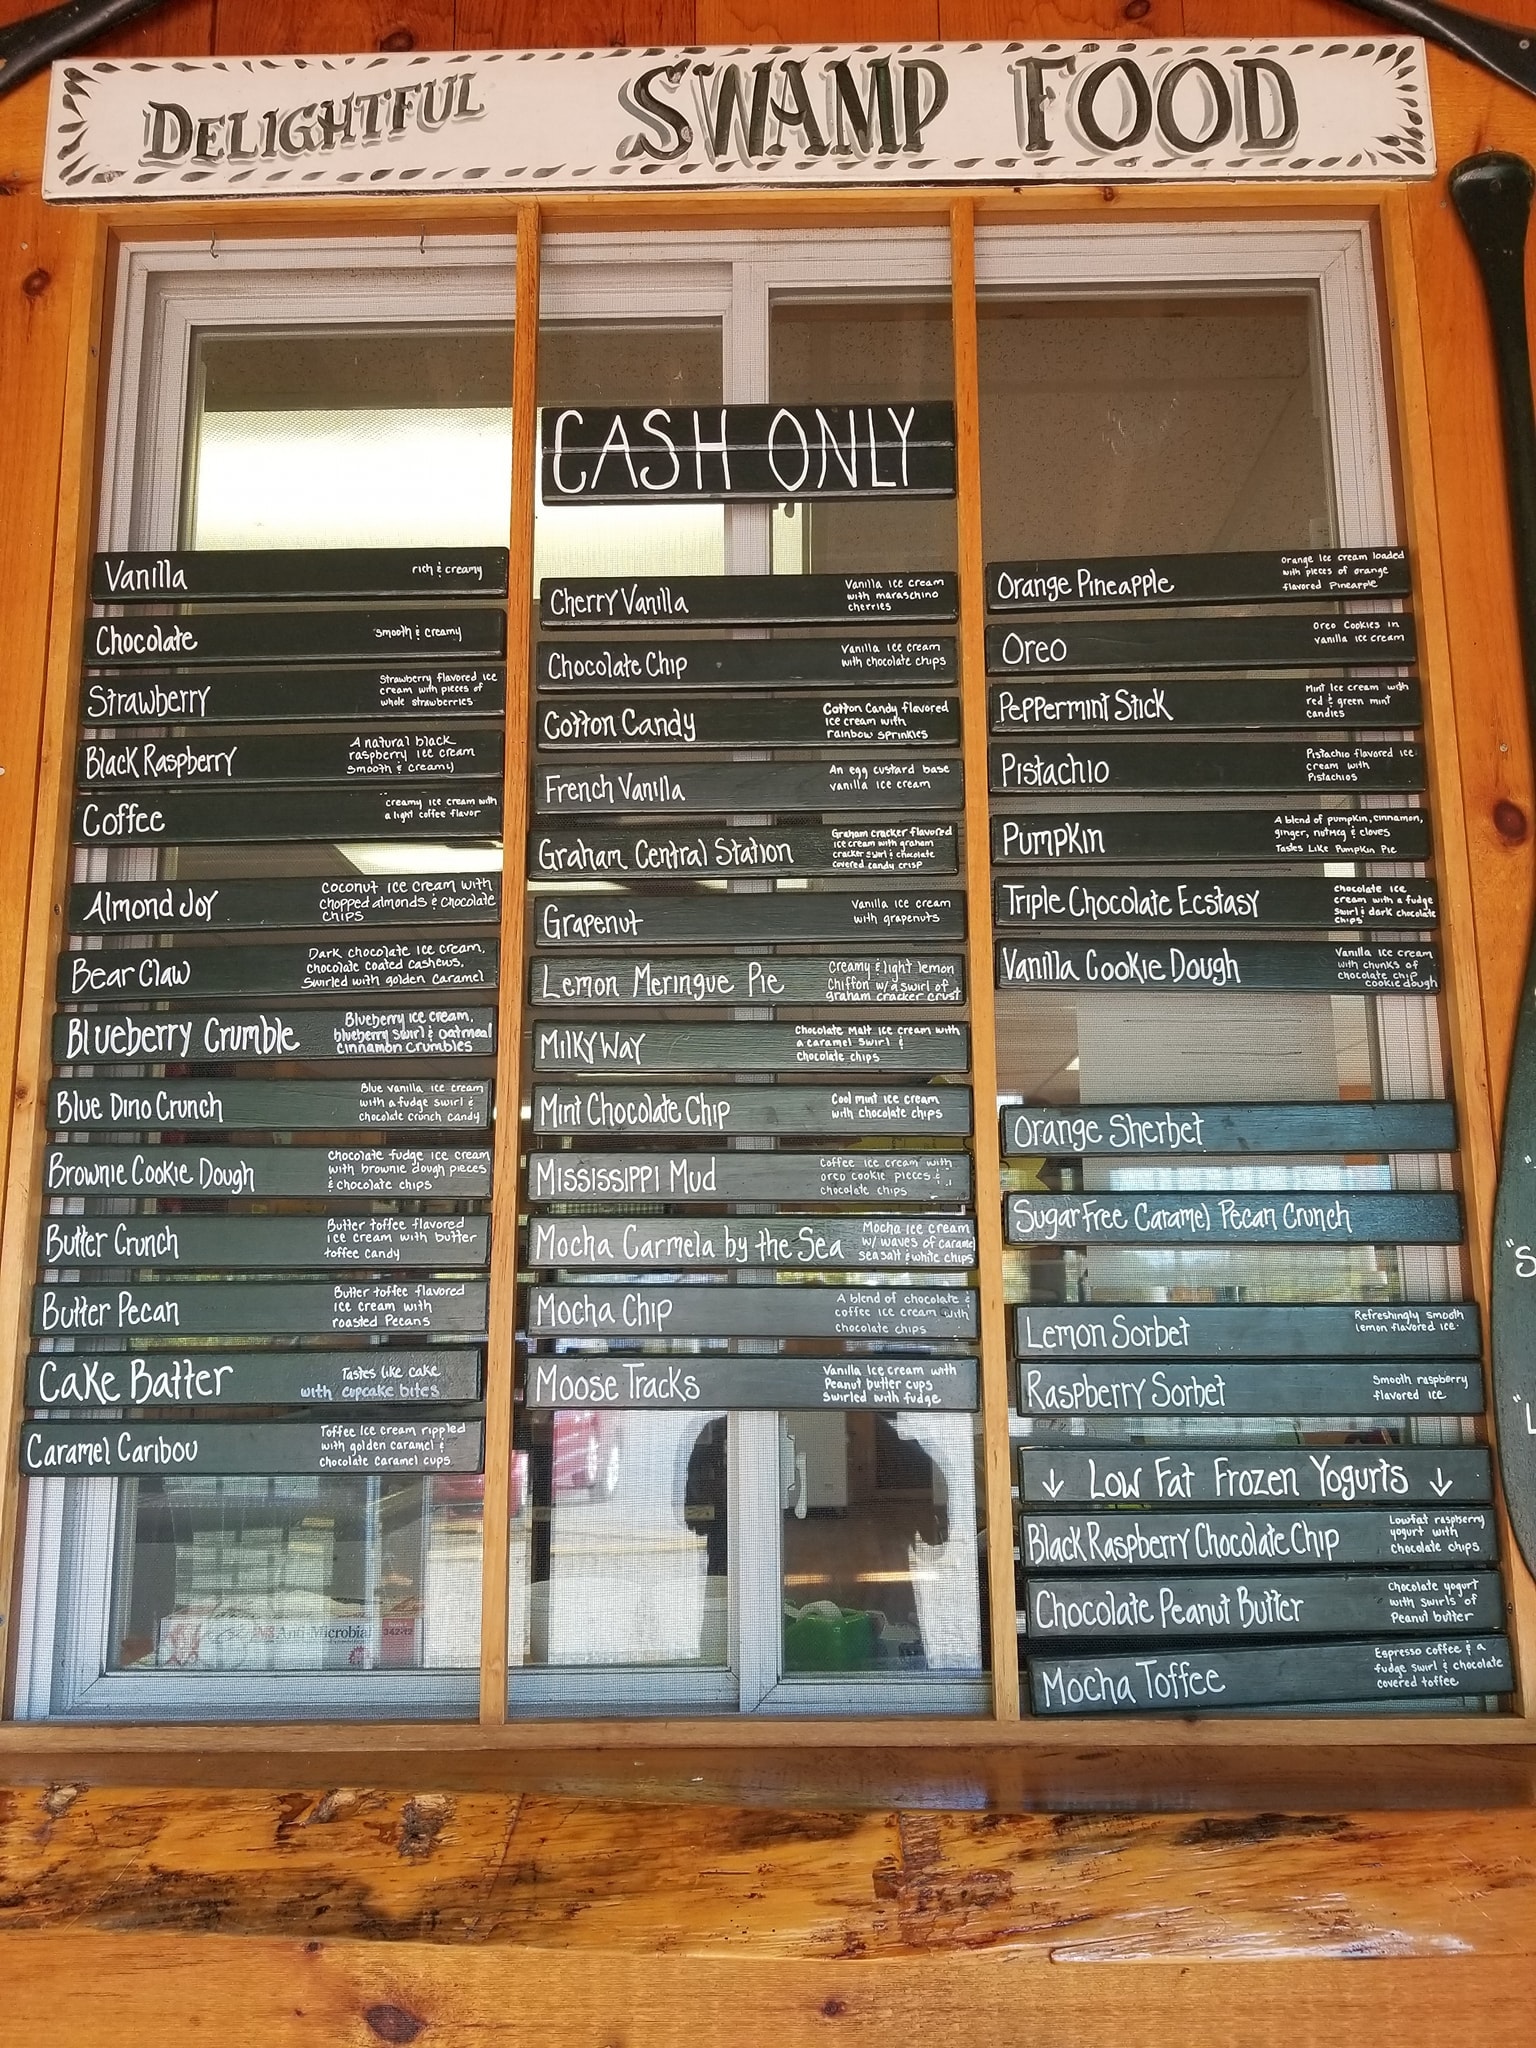 DELIGHTFUL SWAMP FOOD
CASH ONLY
Vanilla
rich & creamy
Chocolate
smooth & creamy
Strawberry
Strawberry flavored ice
cream with pieces of
whole strawberries
Black Raspberry
A natural black
raspberry ice cream
smooth & creamy
Coffee
creamy ice cream with
a light coffee flavor
Almond Joy
coconut ice cream with
chopped almonds & chocolate
chips
Bear Claw
Dark chocolate ice cream,
chocolate coated cashews,
swirled with golden caramel
Blueberry Crumble
Blueberry ice cream,
blueberry swirl & oatmeal
cinnamon crumbles
Blue Dino Crunch
Blue vanilla ice cream
with a fudge swirl &
chocolate crunch candy
Brownie Cookie Dough
Chocolate fudge ice cream
with brownie dough pieces
& chocolate chips
Butter Crunch
Butter toffee flavored
ice cream with butter
toffee candy
Butter Pecan
Butter toffee flavored
ice cream with
roasted Pecans
Cake Batter
Tastes like cake
with cupcake bites
Caramel Caribou
Toffee Ice cream rippled
with golden caramel &
chocolate caramel cups
Cherry Vanilla
Vanilla ice cream
with maraschino
cherries
Chocolate Chip
Vanilla ice cream
with chocolate chips
Cotton Candy
Cotton Candy flavored
ice cream with
rainbow sprinkles
French Vanilla
An egg custard base
vanilla ice cream
Graham Central Station
Graham cracker flavored
ice cream with graham
cracker swirl & chocolate
covered candy crisp
Grapenut
Vanilla ice cream
with grapenuts
Lemon Meringue Pie
Creamy & light lemon
Chiffon w/ a swirl of
graham cracker crust
Milky Way
Chocolate Malt ice cream with
a caramel swirl &
chocolate chips
Mint Chocolate Chip
Cool mint ice cream
with chocolate chips
Mississippi Mud
Coffee ice cream with
oreo cookie pieces &
chocolate chips
Mocha Carmela by the Sea
Mocha ice cream
w/ waves of caramel
sea salt & white chips
Mocha Chip
A blend of chocolate &
coffee ice cream with
chocolate chips
Moose Tracks
Vanilla Ice cream with
Peanut butter cups
Swirled with fudge
Orange Pineapple
Orange Ice cream loaded
with pieces of orange
flavored Pineapple
Oreo
Oreo Cookies in
vanilla ice cream
Peppermint Stick
Mint Ice cream with
red & green mint
candies
Pistachio
Pistachio flavored ice
cream with
Pistachios
Pumpkin
A blend of pumpkin, cinnamon,
ginger, nutmeg & cloves
Tastes Like Pumpkin Pie
Triple Chocolate Ecstasy
chocolate ice
cream with a fudge
swirl & dark chocolate
chips
Vanilla Cookie Dough
Vanilla ice cream
with chunks of
chocolate chip
cookie dough
Orange Sherbet
Sugar Free Caramel Pecan Crunch
Lemon Sorbet
Refreshingly smooth
lemon flavored ice.
Raspberry Sorbet
Smooth raspberry
flavored ice
↓ Low Fat Frozen Yogurts ↓
Black Raspberry Chocolate Chip
Lowfat raspberry
yogurt with
chocolate chips
Chocolate Peanut Butter
Chocolate yogurt
with swirls of
Peanut butter
Mocha Toffee
Espresso coffee & a
fudge swirl & chocolate
covered toffee
Anti-Microbial
342-12
"S
"L